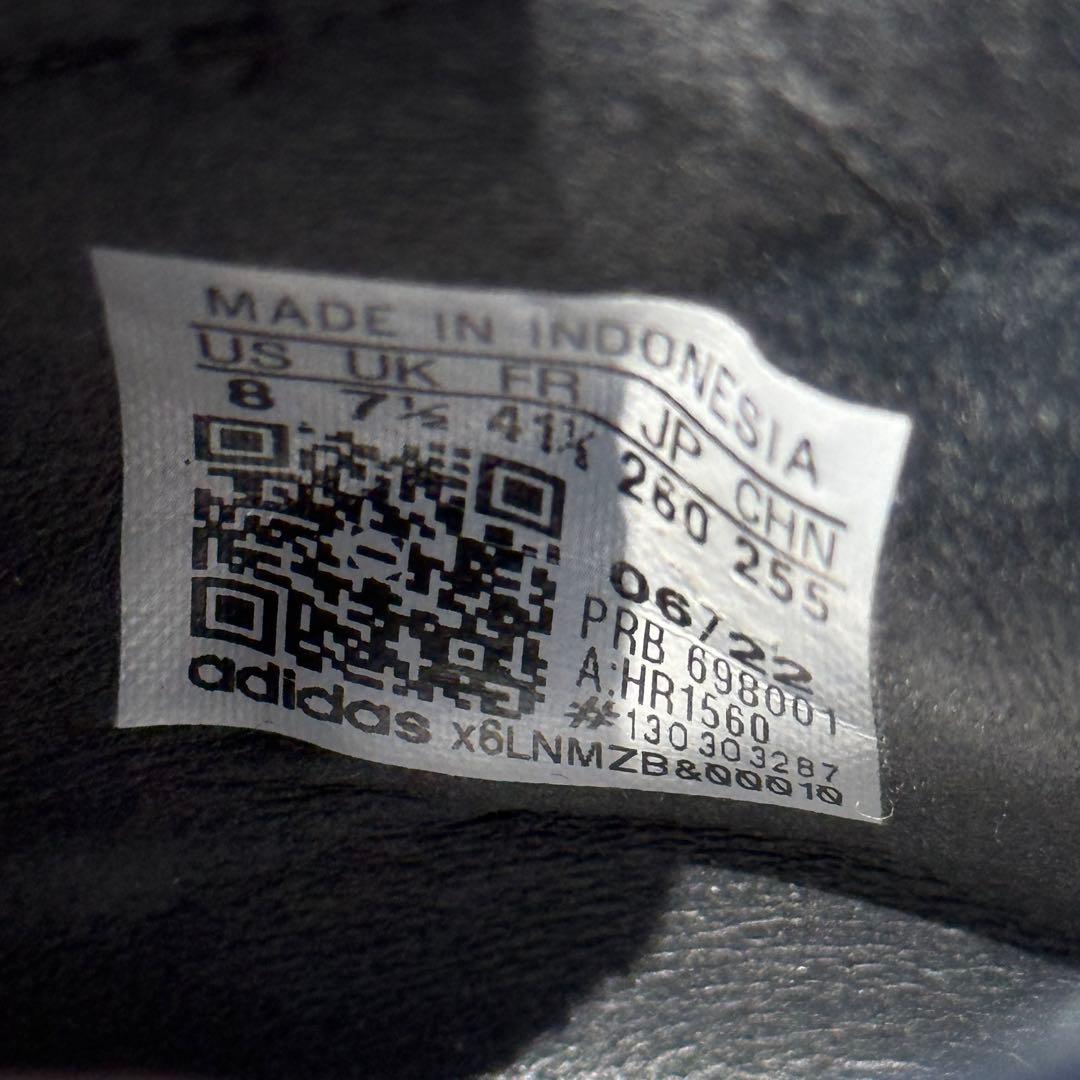 MADE IN INDONESIA
US UK FR JP CHN
8 7½ 41⅓ 260 255
06/22
PRB 698001
A:HR1560
#130303287
adidas x6LNMZB&00010